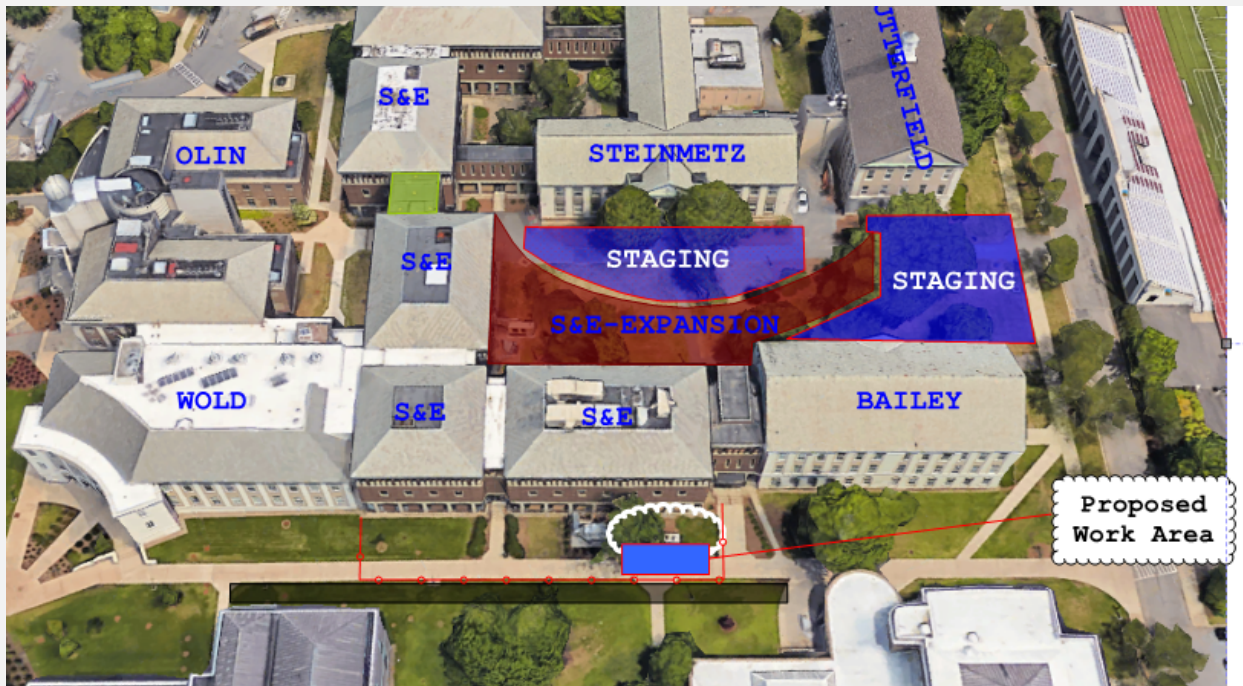 S&E
UTTERFIELD
OLIN
STEINMETZ
S&E
STAGING
STAGING
S&E-EXPANSION
WOLD
S&E
S&E
BAILEY
Proposed
Work Area